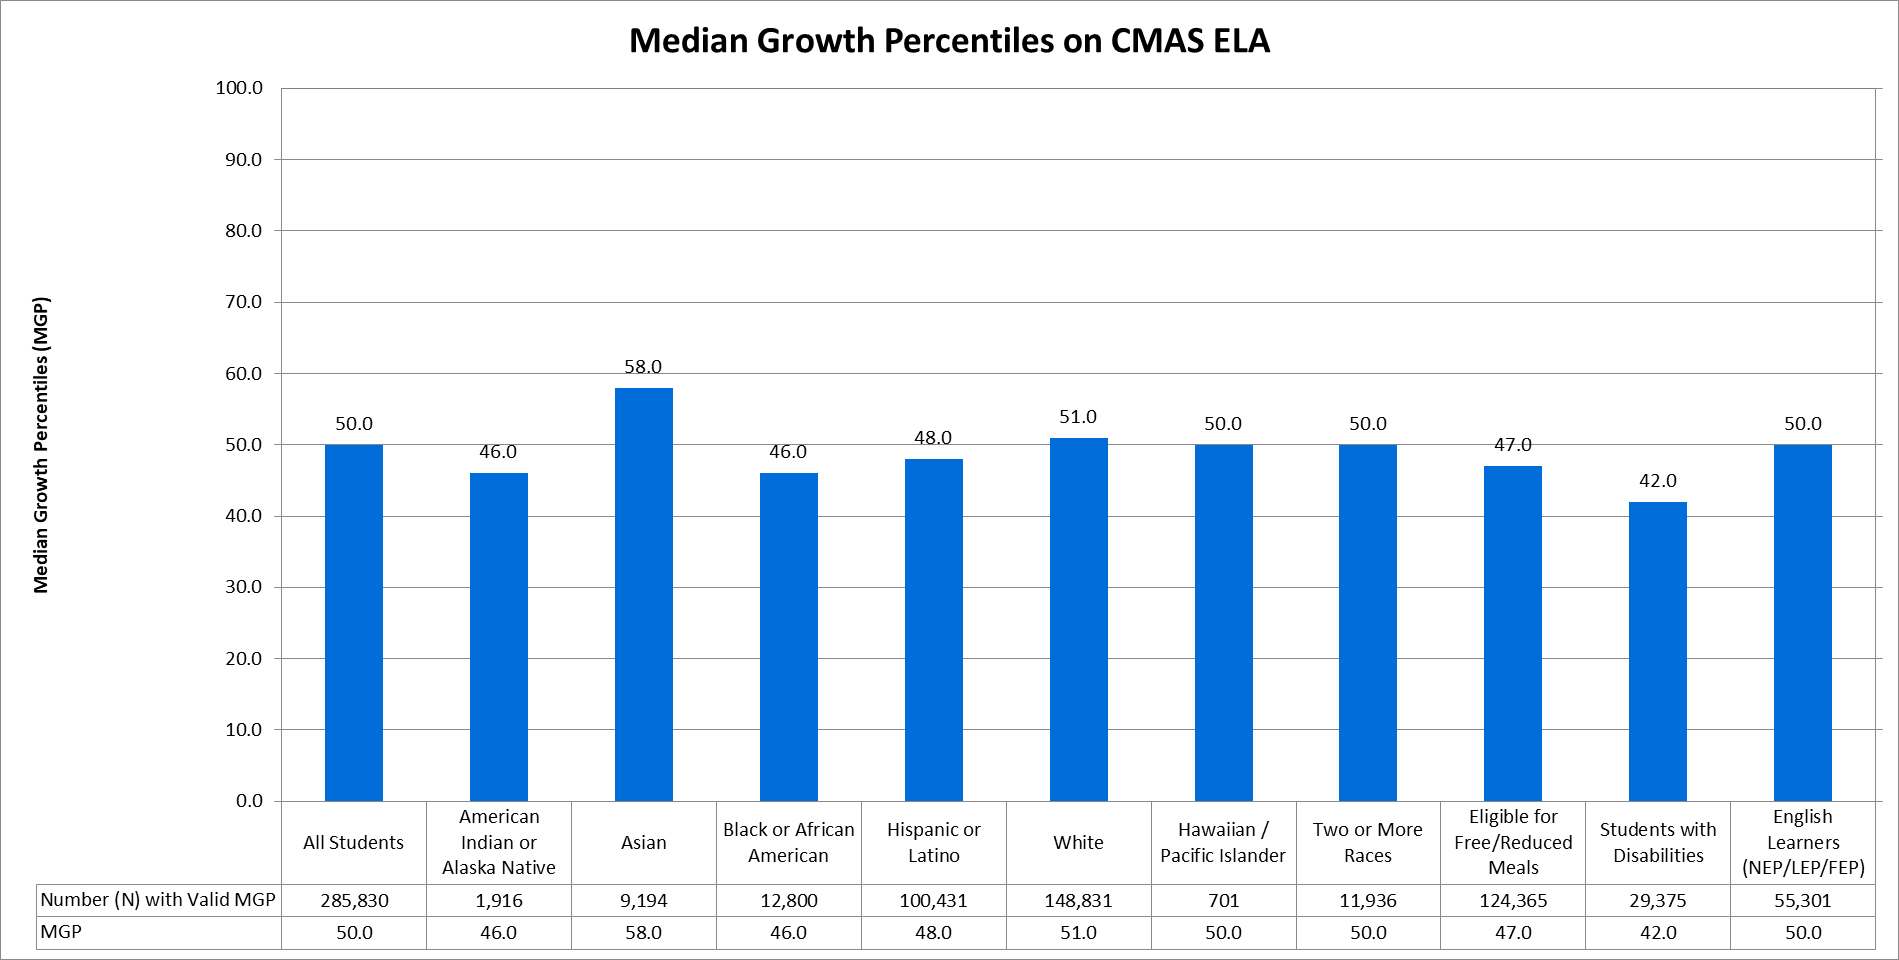 Median Growth Percentiles on CMAS ELA
Median Growth Percentiles (MGP)
100.0
90.0
80.0
70.0
60.0
50.0
40.0
30.0
20.0
10.0
0.0
50.0
46.0
58.0
46.0
48.0
51.0
50.0
50.0
47.0
42.0
50.0
All Students
American
Indian or
Alaska Native
Asian
Black or African
American
Hispanic or
Latino
White
Hawaiian /
Pacific Islander
Two or More
Races
Eligible for
Free/Reduced
Meals
Students with
Disabilities
English
Learners
(NEP/LEP/FEP)
Number (N) with Valid MGP 285,830 1,916 9,194 12,800 100,431 148,831 701 11,936 124,365 29,375 55,301
MGP 50.0 46.0 58.0 46.0 48.0 51.0 50.0 50.0 47.0 42.0 50.0